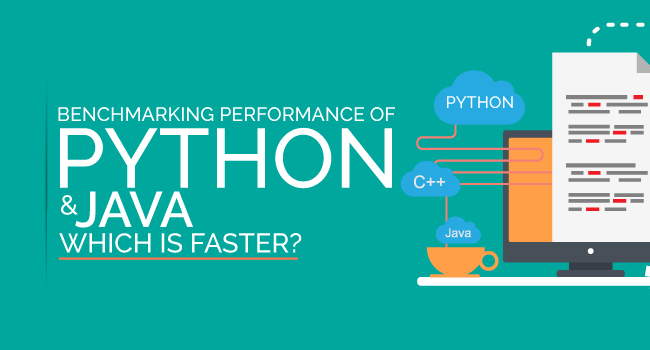 BENCHMARKING PERFORMANCE OF
PYTHON
& JAVA
WHICH IS FASTER?
PYTHON
C++
Java